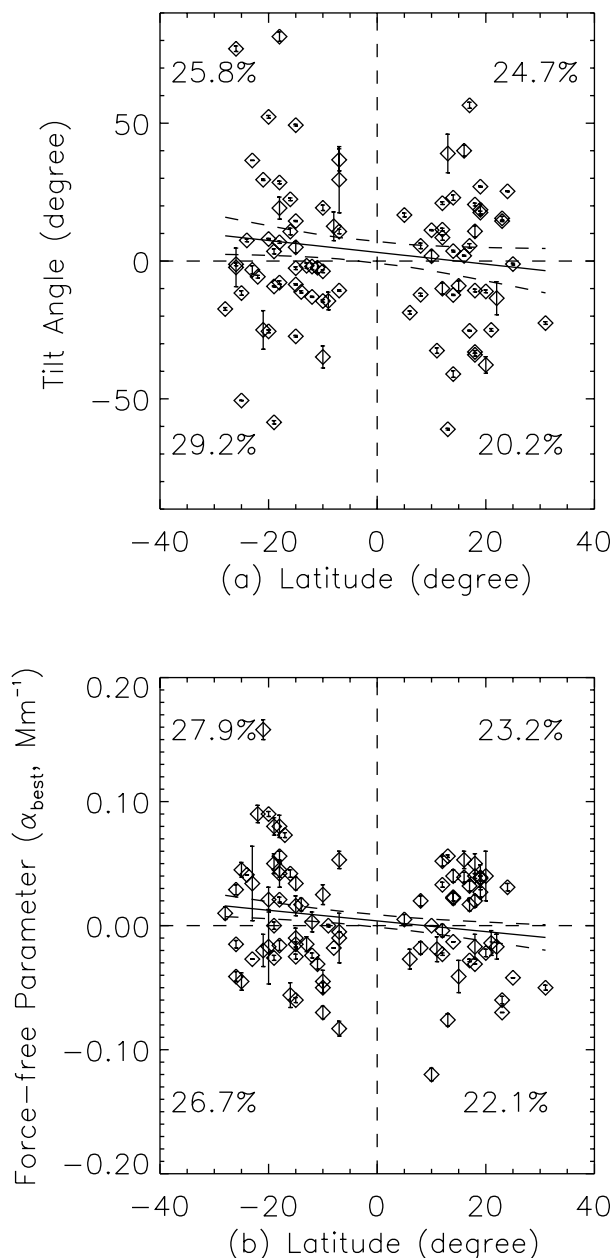 25.8% 24.7%
50
Tilt Angle (degree)
0
−50
29.2% 20.2%
−40 −20 0 20 40
(a) Latitude (degree)
0.20
27.9% 23.2%
0.10
Force−free Parameter (αbest, Mm⁻¹)
0.00
−0.10
26.7% 22.1%
−0.20
−40 −20 0 20 40
(b) Latitude (degree)